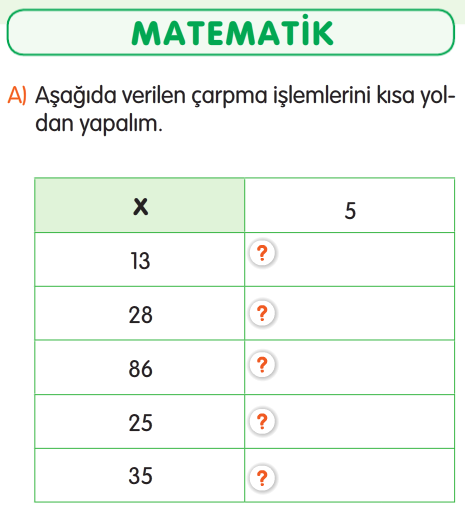 MATEMATİK
A) Aşağıda verilen çarpma işlemlerini kısa yol-
dan yapalım.
X 5
13 ?
28 ?
86 ?
25 ?
35 ?